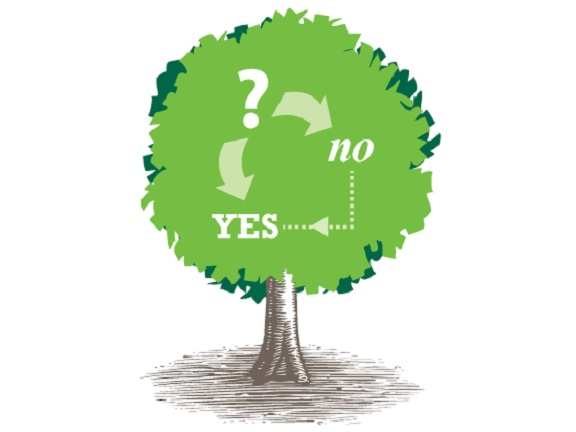 ?
no
YES